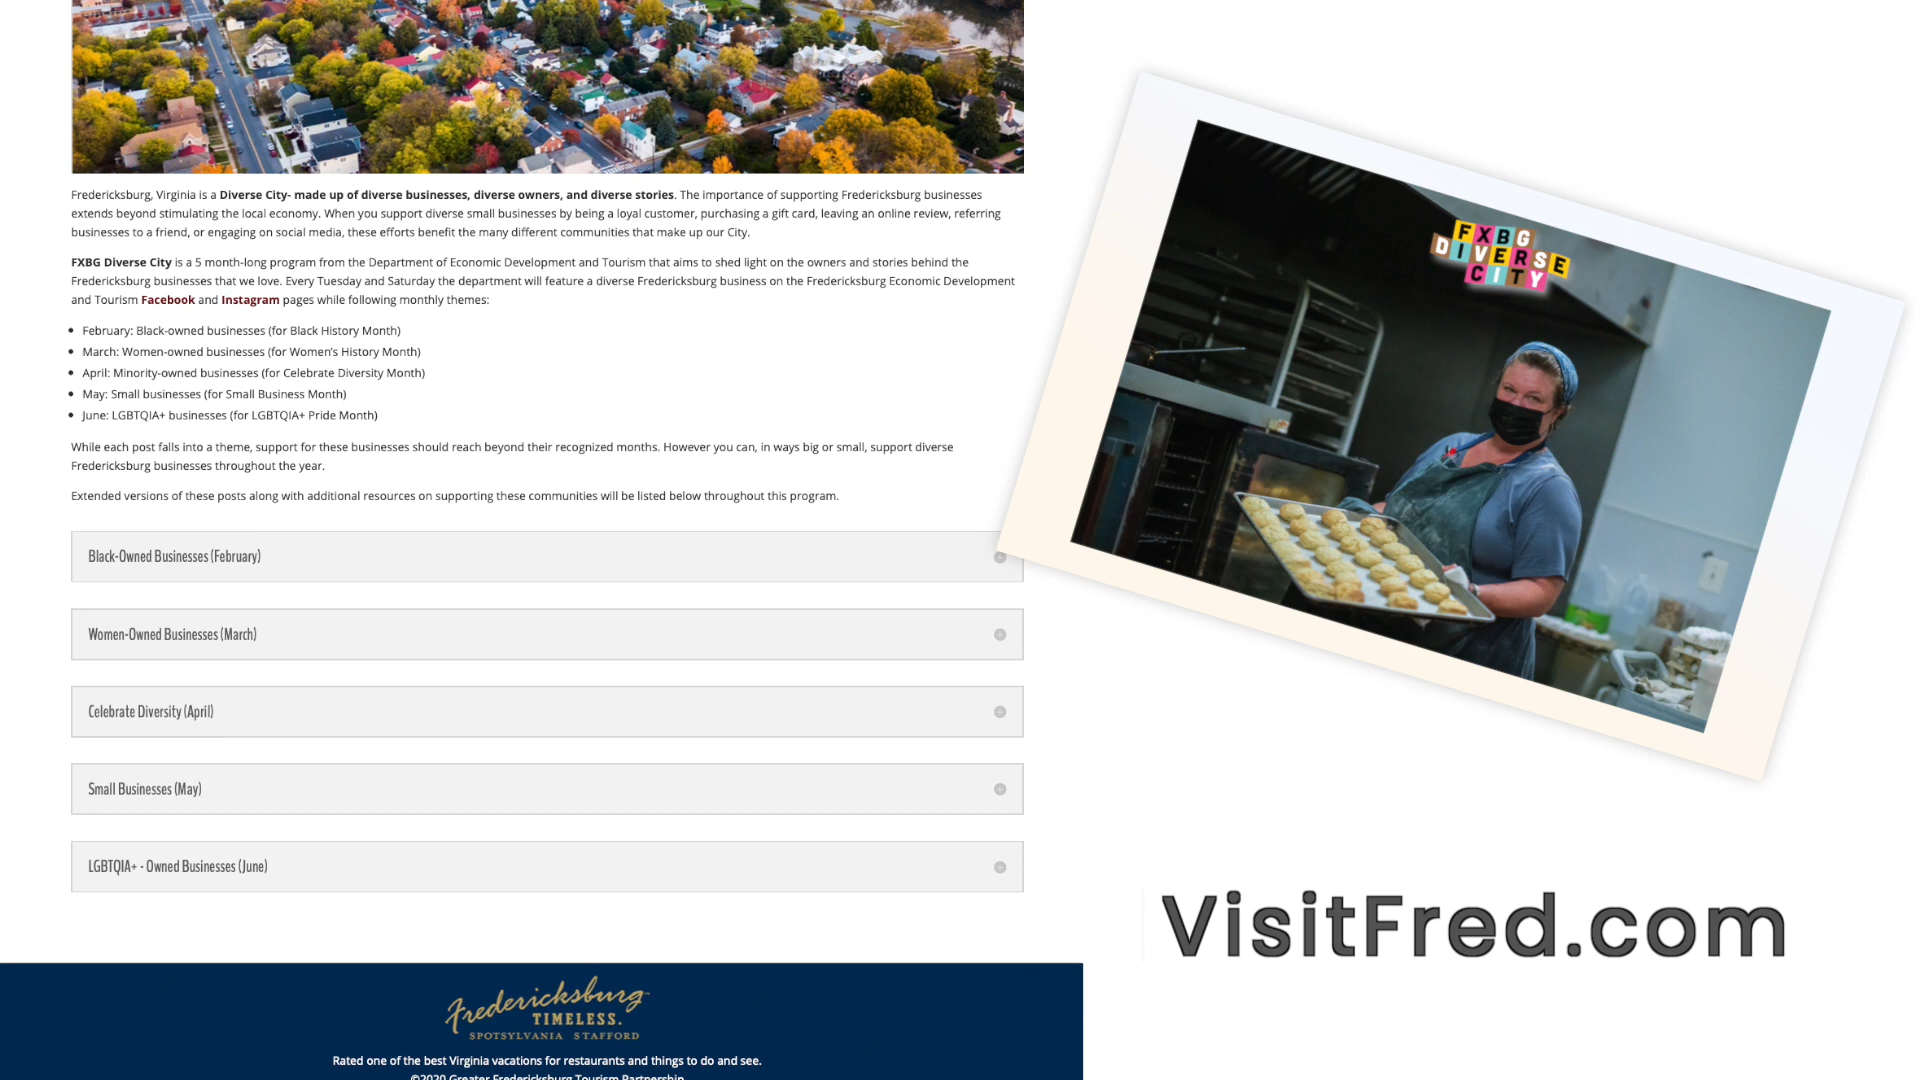 Fredericksburg, Virginia is a Diverse City- made up of diverse businesses, diverse owners, and diverse stories. The importance of supporting Fredericksburg businesses
extends beyond stimulating the local economy. When you support diverse small businesses by being a loyal customer, purchasing a gift card, leaving an online review, referring
businesses to a friend, or engaging on social media, these efforts benefit the many different communities that make up our City.
FXBG Diverse City is a 5 month-long program from the Department of Economic Development and Tourism that aims to shed light on the owners and stories behind the
Fredericksburg businesses that we love. Every Tuesday and Saturday the department will feature a diverse Fredericksburg business on the Fredericksburg Economic Development
and Tourism Facebook and Instagram pages while following monthly themes:
February: Black-owned businesses (for Black History Month)
March: Women-owned businesses (for Women's History Month)
April: Minority-owned businesses (for Celebrate Diversity Month)
May: Small businesses (for Small Business Month)
June: LGBTQIA+ businesses (for LGBTQIA+ Pride Month)
While each post falls into a theme, support for these businesses should reach beyond their recognized months. However you can, in ways big or small, support diverse
Fredericksburg businesses throughout the year.
Extended versions of these posts along with additional resources on supporting these communities will be listed below throughout this program.
Black-Owned Businesses (February)
Women-Owned Businesses (March)
Celebrate Diversity (April)
Small Businesses (May)
LGBTQIA+ - Owned Businesses (June)
Fredericksburg
TIMELESS.
SPOTSYLVANIA STAFFORD
Rated one of the best Virginia vacations for restaurants and things to do and see.
©2020 Greater Fredericksburg Tourism Partnership
FXBG
DIVERSE
CITY
VisitFred.com